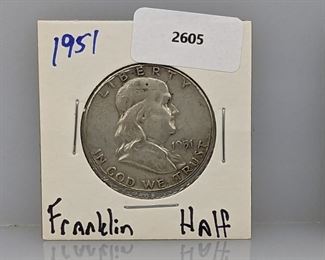 1951
2605
LIBERTY
1951
IN GOD WE TRUST
Franklin Half